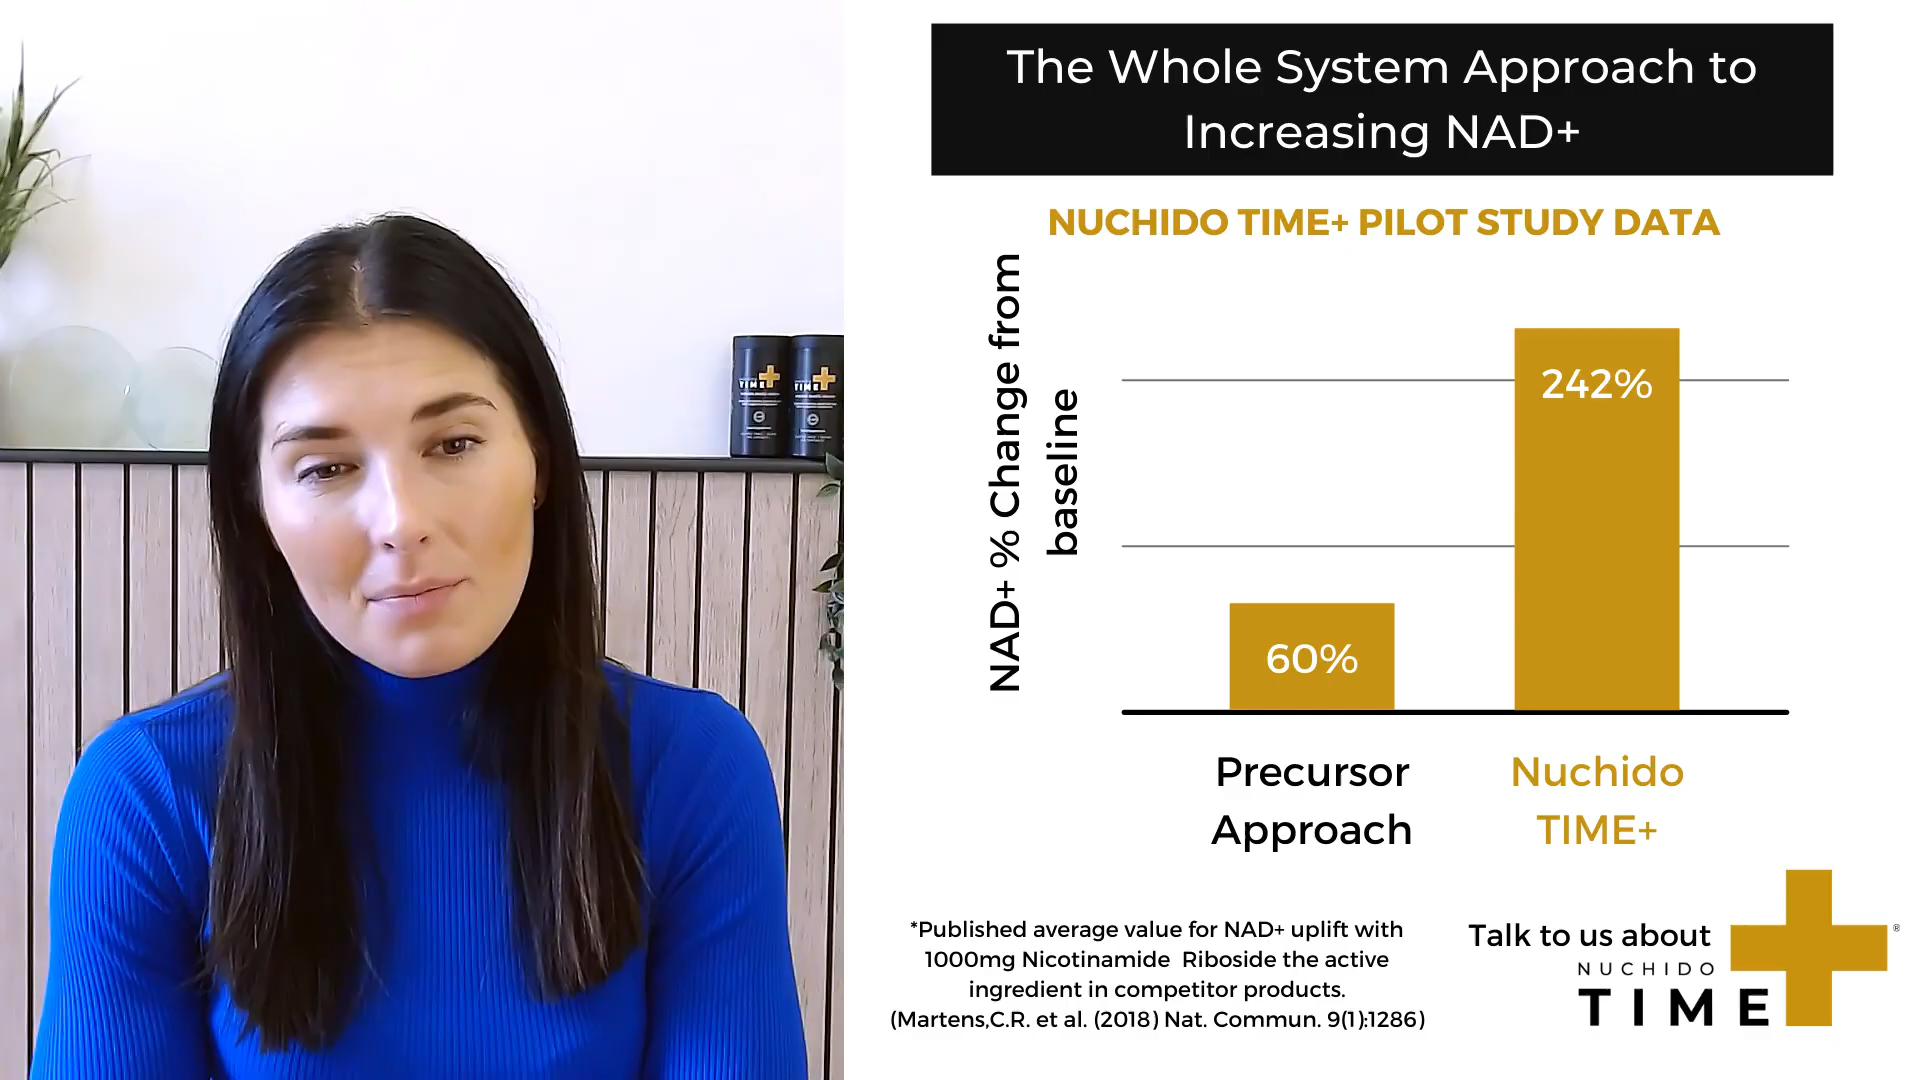 The Whole System Approach to
Increasing NAD+
NUCHIDO TIME+ PILOT STUDY DATA
NAD+ % Change from
baseline
242%
60%
Precursor
Approach
Nuchido
TIME+
*Published average value for NAD+ uplift with
1000mg Nicotinamide Riboside the active
ingredient in competitor products.
(Martens,C.R. et al. (2018) Nat. Commun. 9(1):1286)
Talk to us about
NUCHIDO
TIME
®
TIME
TIME